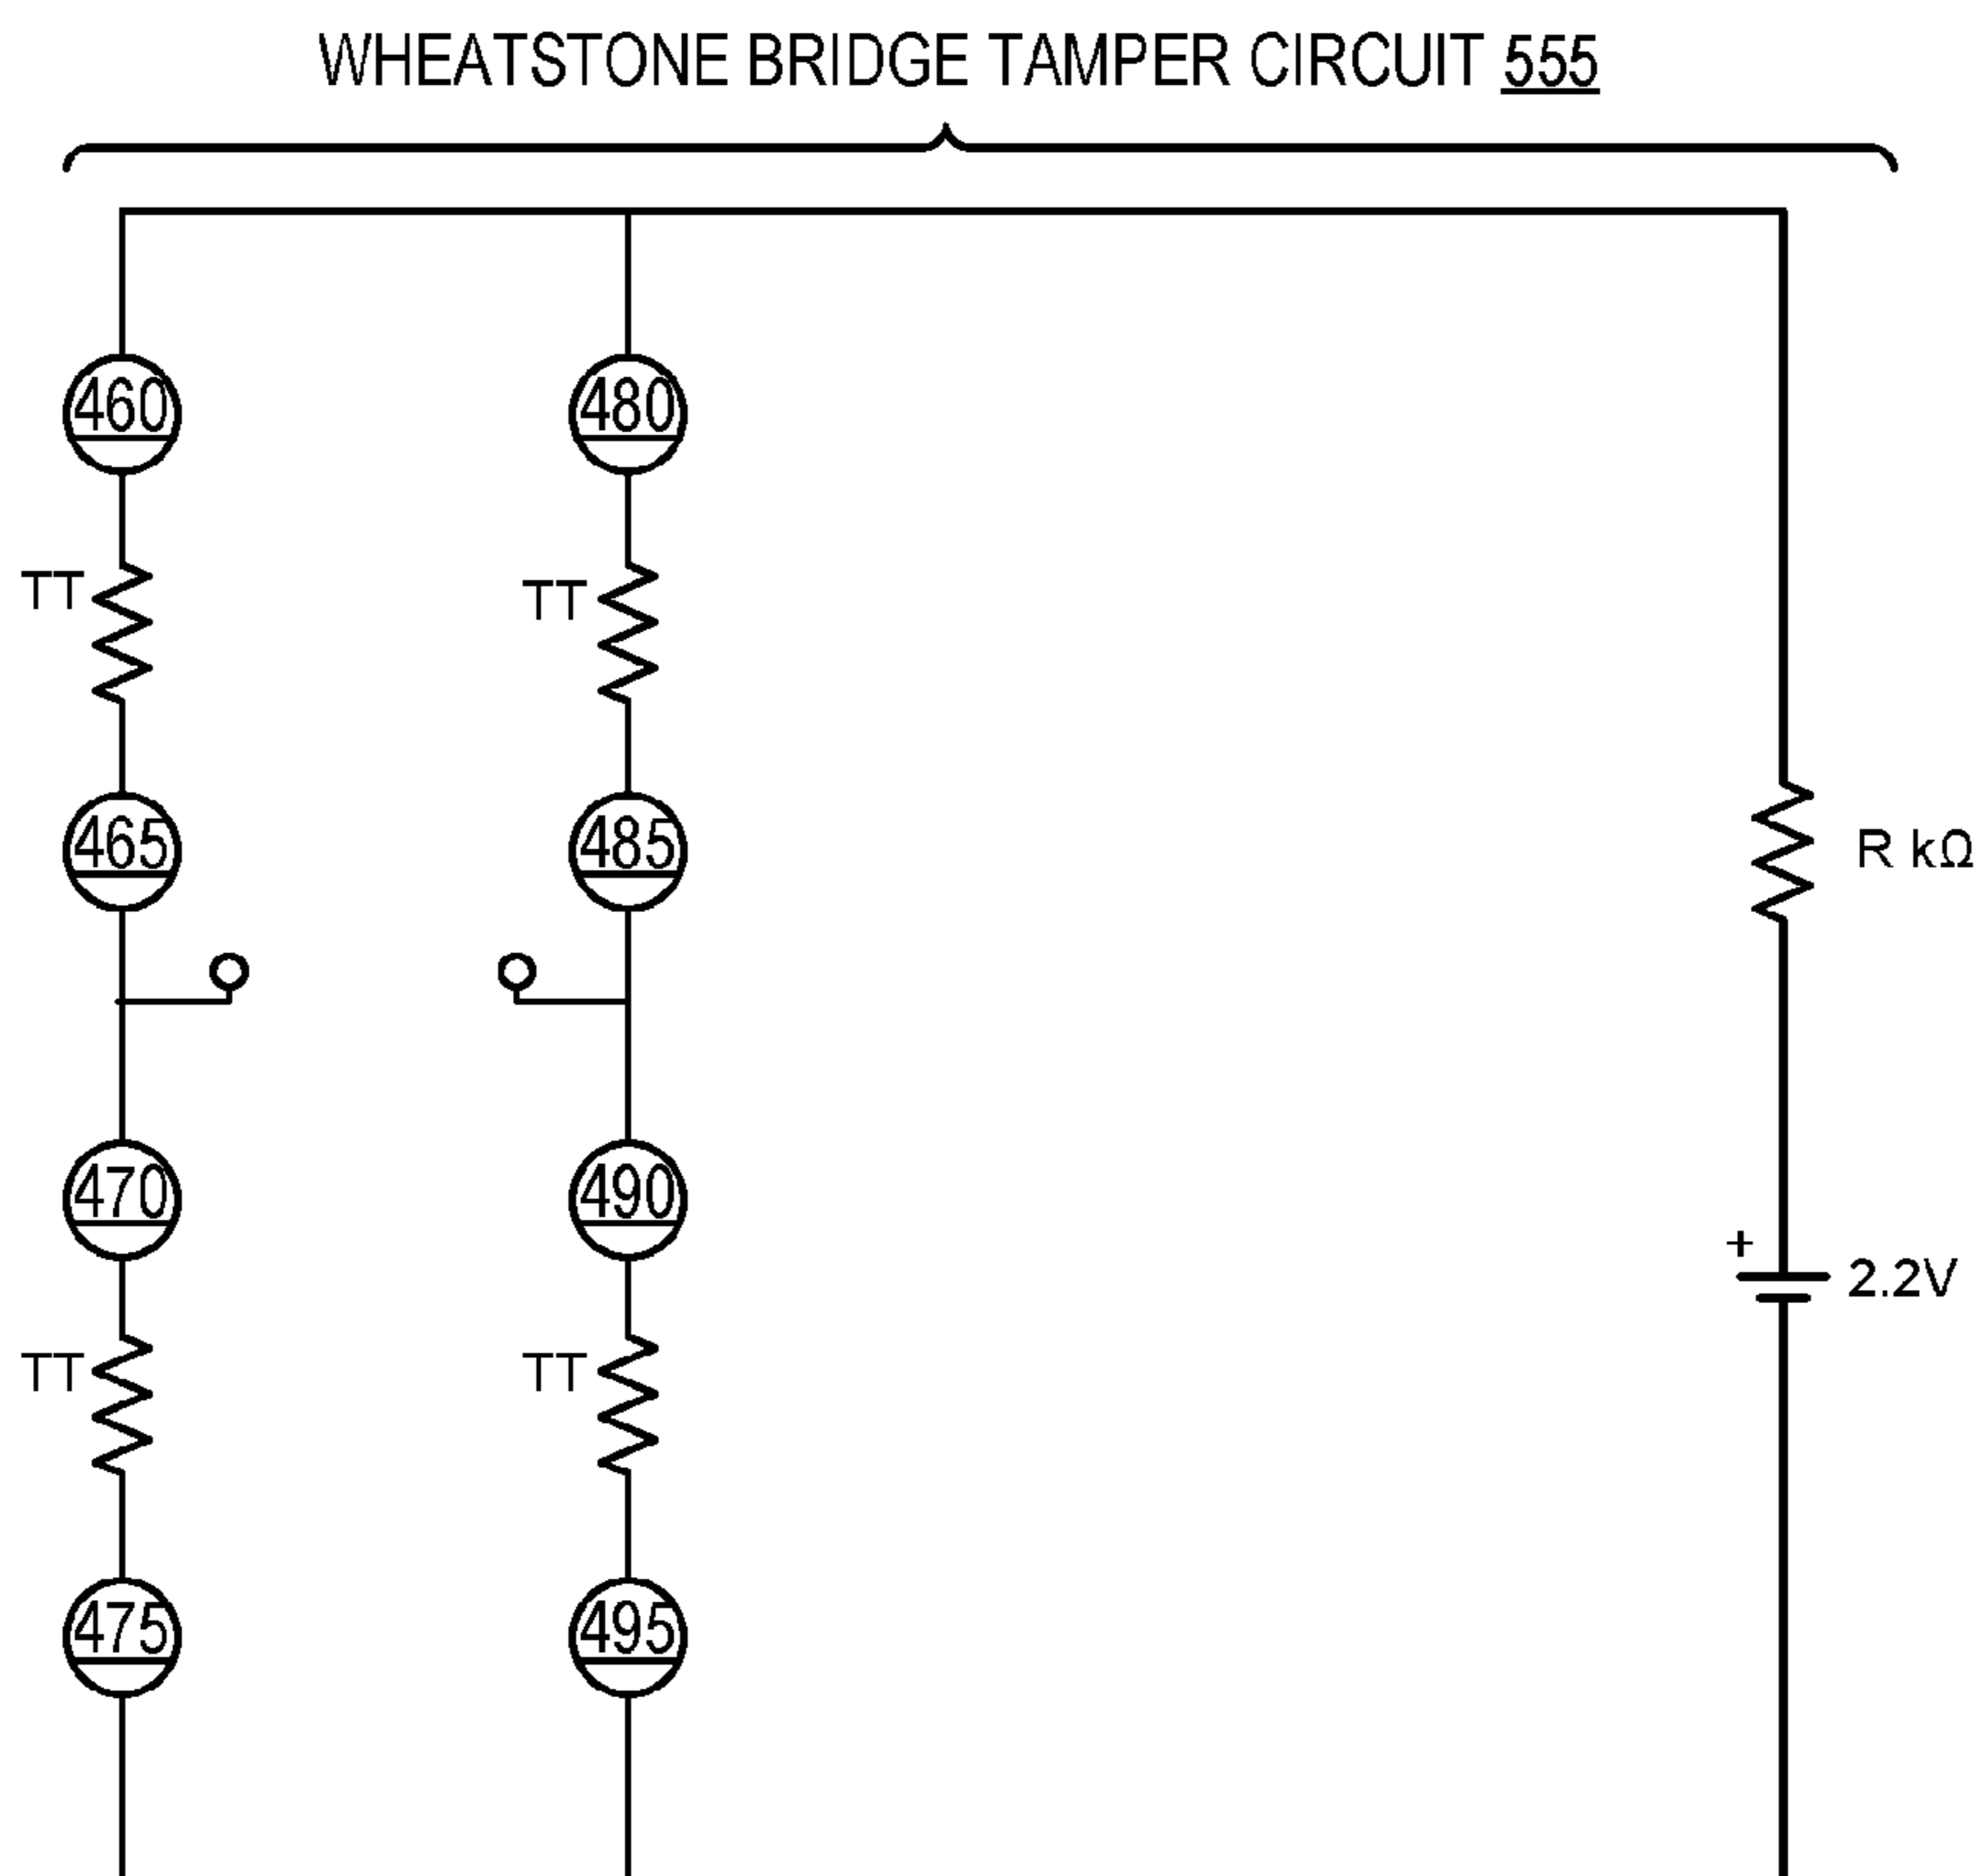 WHEATSTONE BRIDGE TAMPER CIRCUIT 555
460
480
TT
TT
465
485
R kΩ
470
490
+
2.2V
TT
TT
475
495